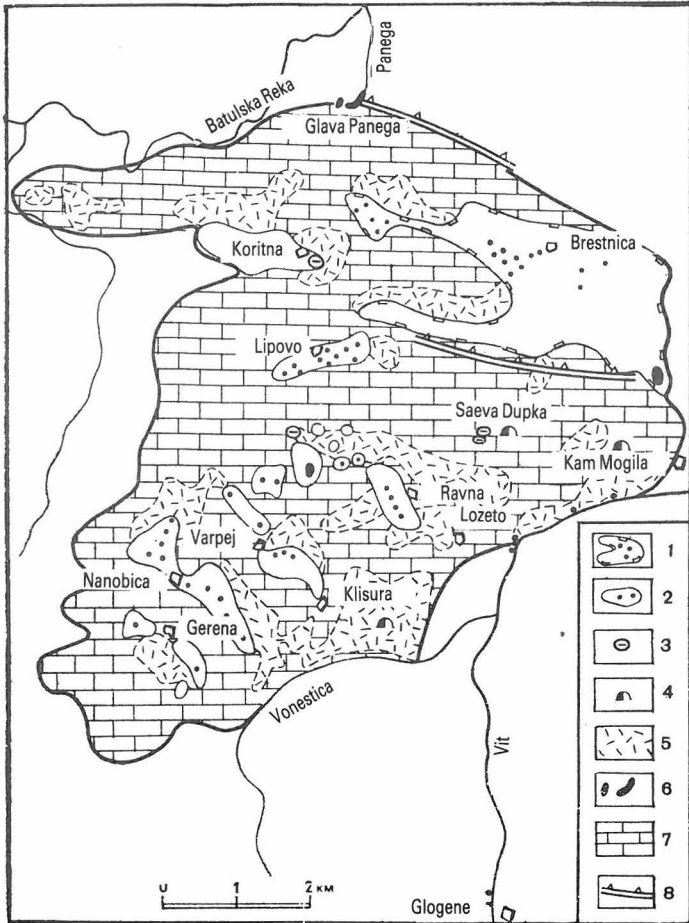 Panega
Batulska Reka
Glava Panega
Brestnica
Koritna
Lipovo
Saeva Dupka
Kam Mogila
Ravna
Lozeto
Varpej
Nanobica
Klisura
Gerena
Vonestica
Vit
Glogene
0 1 2 км
1
2
3
4
5
6
7
8